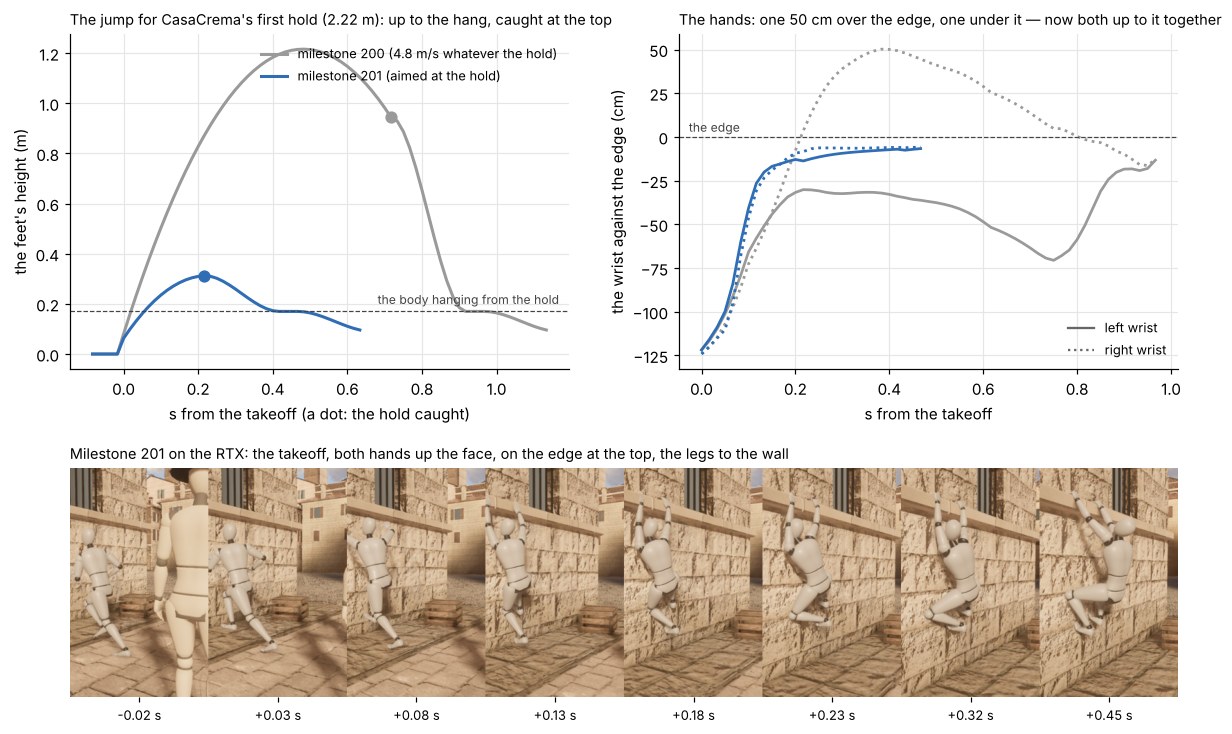 The jump for CasaCrema's first hold (2.22 m): up to the hang, caught at the top
milestone 200 (4.8 m/s whatever the hold)
milestone 201 (aimed at the hold)
the body hanging from the hold
the feet's height (m)
1.2
1.0
0.8
0.6
0.4
0.2
0.0
0.0 0.2 0.4 0.6 0.8 1.0
s from the takeoff (a dot: the hold caught)
The hands: one 50 cm over the edge, one under it — now both up to it together
the edge
the wrist against the edge (cm)
50
25
0
−25
−50
−75
−100
−125
left wrist
right wrist
0.0 0.2 0.4 0.6 0.8 1.0
s from the takeoff
Milestone 201 on the RTX: the takeoff, both hands up the face, on the edge at the top, the legs to the wall
-0.02 s +0.03 s +0.08 s +0.13 s +0.18 s +0.23 s +0.32 s +0.45 s